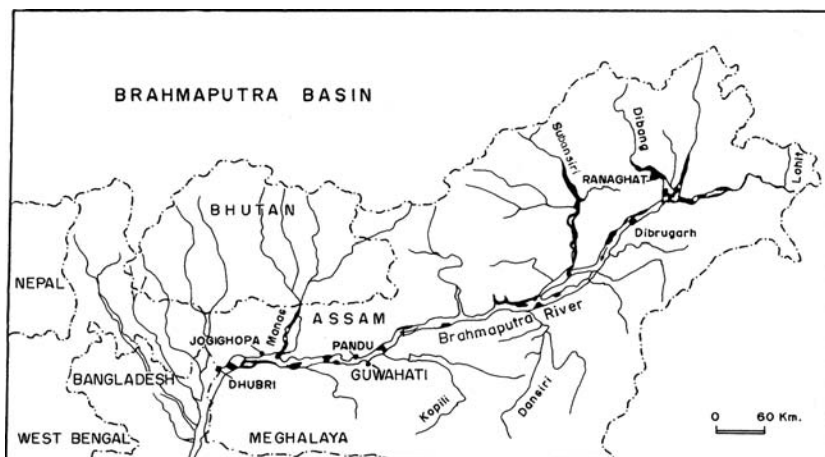 BRAHMAPUTRA BASIN
Subansiri
Dibang
Lohit
RANAGHAT
BHUTAN
Dibrugarh
NEPAL
ASSAM
Manas
JOGIGHOPA
PANDU
Brahmaputra River
BANGLADESH
DHUBRI
GUWAHATI
Kopili
Dansiri
0 60 Km.
WEST BENGAL
MEGHALAYA